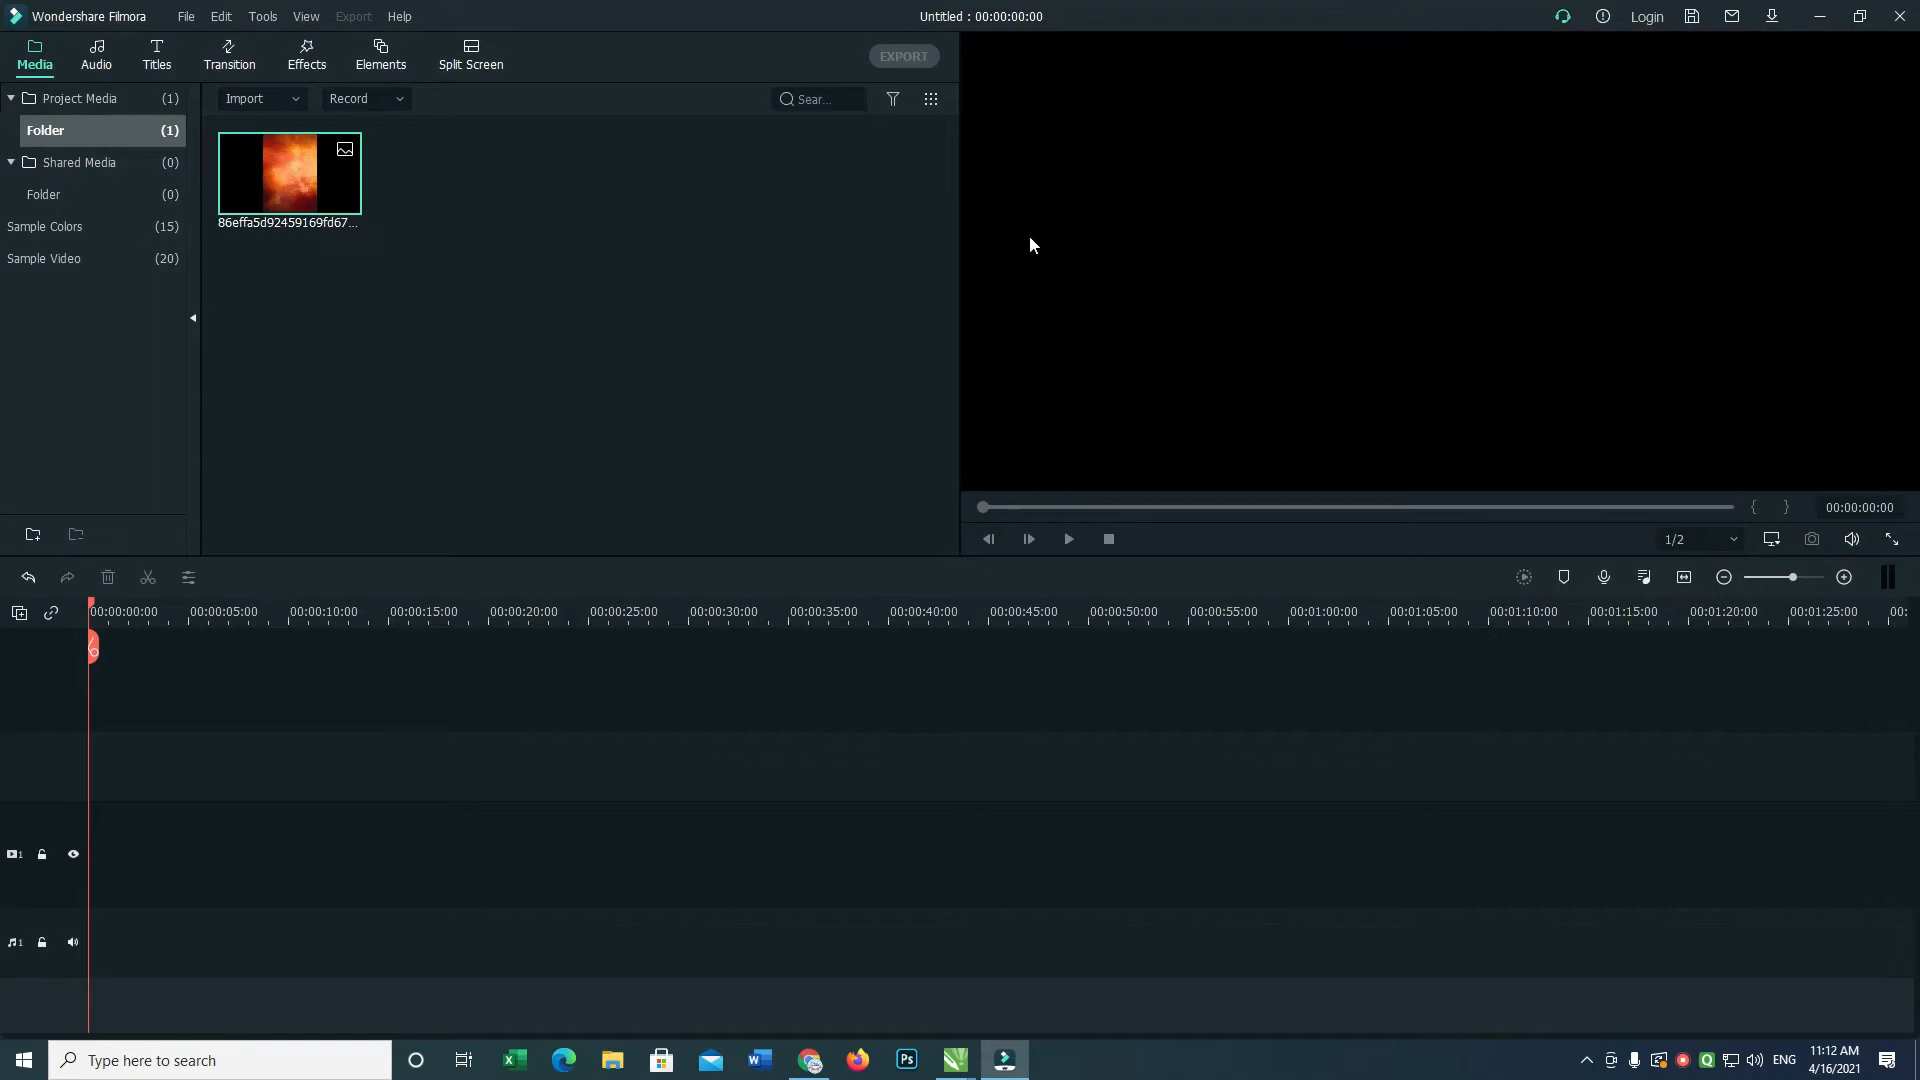 Wondershare Filmora File Edit Tools View Export Help Untitled : 00:00:00:00 Login
Media Audio Titles Transition Effects Elements Split Screen EXPORT
Project Media (1) Import Record Sear...
Folder (1)
Shared Media (0)
Folder (0)
86effa5d92459169fd67...
Sample Colors (15)
Sample Video (20)
{ } 00:00:00:00
1/2
00:00:00:00 00:00:05:00 00:00:10:00 00:00:15:00 00:00:20:00 00:00:25:00 00:00:30:00 00:00:35:00 00:00:40:00 00:00:45:00 00:00:50:00 00:00:55:00 00:01:00:00 00:01:05:00 00:01:10:00 00:01:15:00 00:01:20:00 00:01:25:00 00:
1
1
Type here to search Ps ENG 11:12 AM
4/16/2021